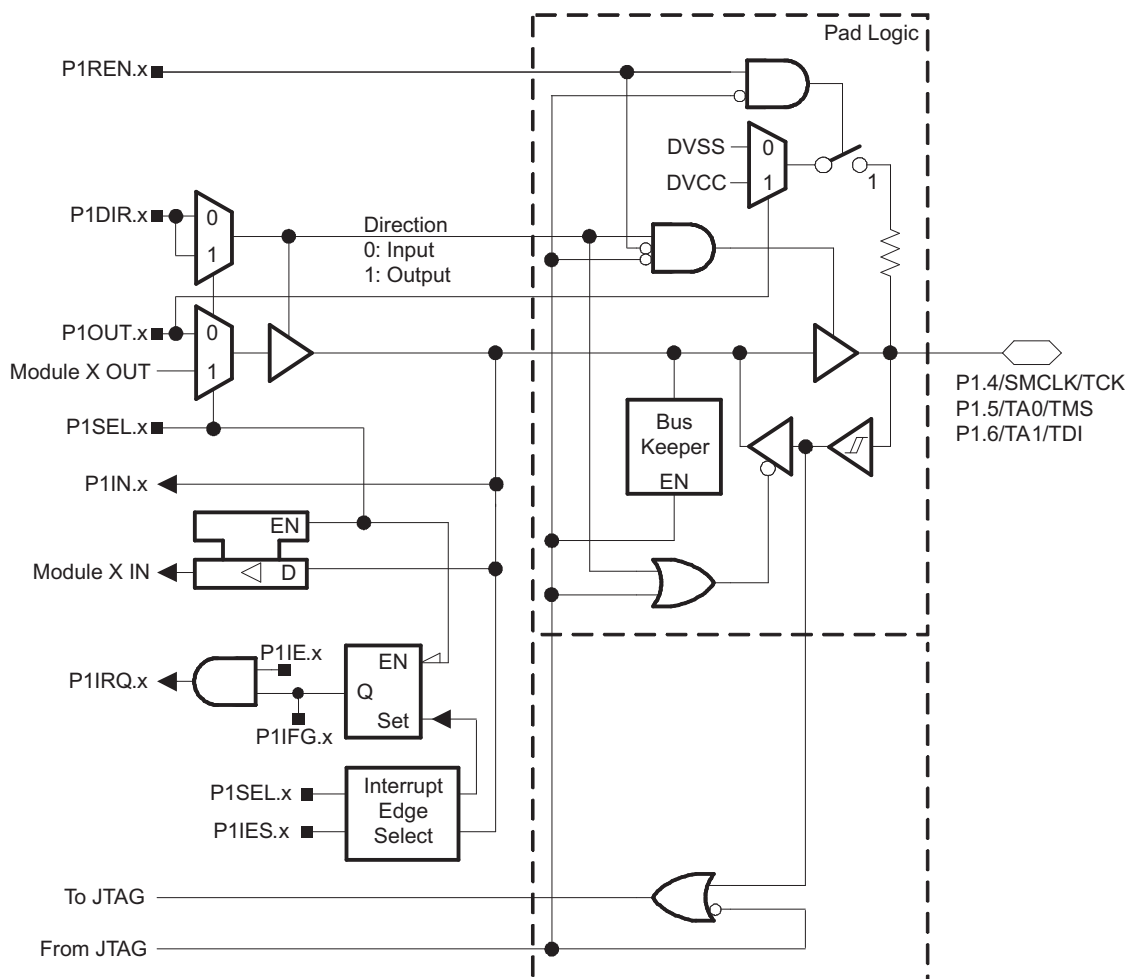 Pad Logic
P1REN.x
DVSS
0
DVCC
1
1
P1DIR.x
0
1
Direction
0: Input
1: Output
P1OUT.x
0
Module X OUT
1
P1SEL.x
Bus
Keeper
EN
P1.4/SMCLK/TCK
P1.5/TA0/TMS
P1.6/TA1/TDI
P1IN.x
EN
Module X IN
D
P1IE.x
P1IRQ.x
EN
Q
Set
P1IFG.x
P1SEL.x
P1IES.x
Interrupt
Edge
Select
To JTAG
From JTAG